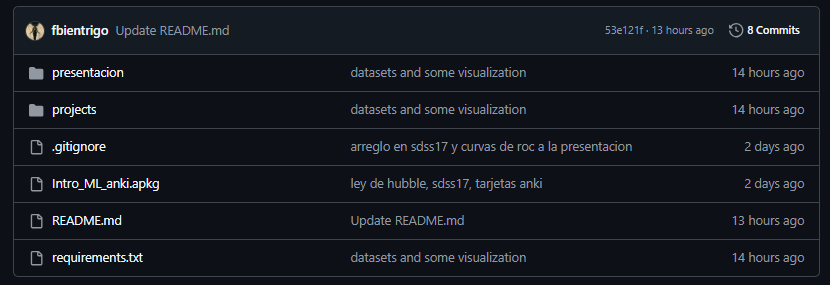 fbientrigo Update README.md 53e121f · 13 hours ago 8 Commits
presentacion datasets and some visualization 14 hours ago
projects datasets and some visualization 14 hours ago
.gitignore arreglo en sdss17 y curvas de roc a la presentacion 2 days ago
Intro_ML_anki.apkg ley de hubble, sdss17, tarjetas anki 2 days ago
README.md Update README.md 13 hours ago
requirements.txt datasets and some visualization 14 hours ago